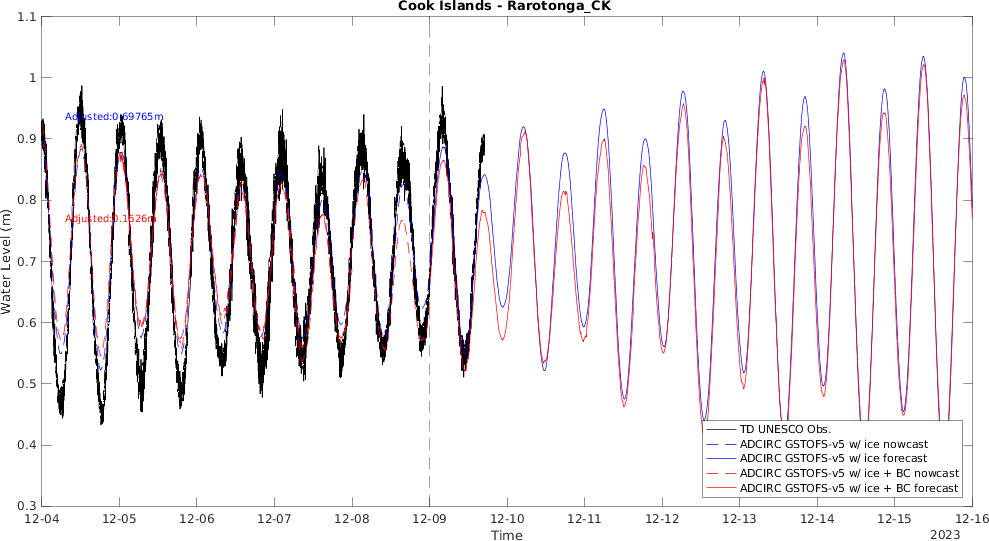 Cook Islands - Rarotonga_CK
1.1
1
0.9
0.8
0.7
0.6
0.5
0.4
0.3
Water Level (m)
Adjusted:0.69765m
Adjusted:0.1526m
TD UNESCO Obs.
ADCIRC GSTOFS-v5 w/ ice nowcast
ADCIRC GSTOFS-v5 w/ ice forecast
ADCIRC GSTOFS-v5 w/ ice + BC nowcast
ADCIRC GSTOFS-v5 w/ ice + BC forecast
12-04 12-05 12-06 12-07 12-08 12-09 12-10 12-11 12-12 12-13 12-14 12-15 12-16
Time
2023